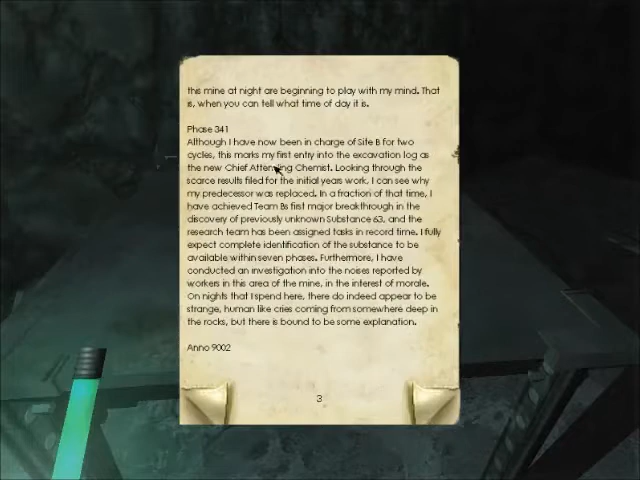 this mine at night are beginning to play with my mind. That
is, when you can tell what time of day it is.
Phase 341
Although I have now been in charge of Site B for two
cycles, this marks my first entry into the excavation log as
the new Chief Attending Chemist. Looking through the
scarce results filed for the initial years work, I can see why
my predecessor was replaced. In a fraction of that time, I
have achieved Team Bs first major breakthrough in the
discovery of previously unknown Substance 63, and the
research team has been assigned tasks in record time. I fully
expect complete identification of the substance to be
available within seven phases. Furthermore, I have
conducted an investigation into the noises reported by
workers in this area of the mine, in the interest of morale.
On nights that I spend here, there do indeed appear to be
strange, human like cries coming from somewhere deep in
the rocks, but there is bound to be some explanation.
Anno 9002
3